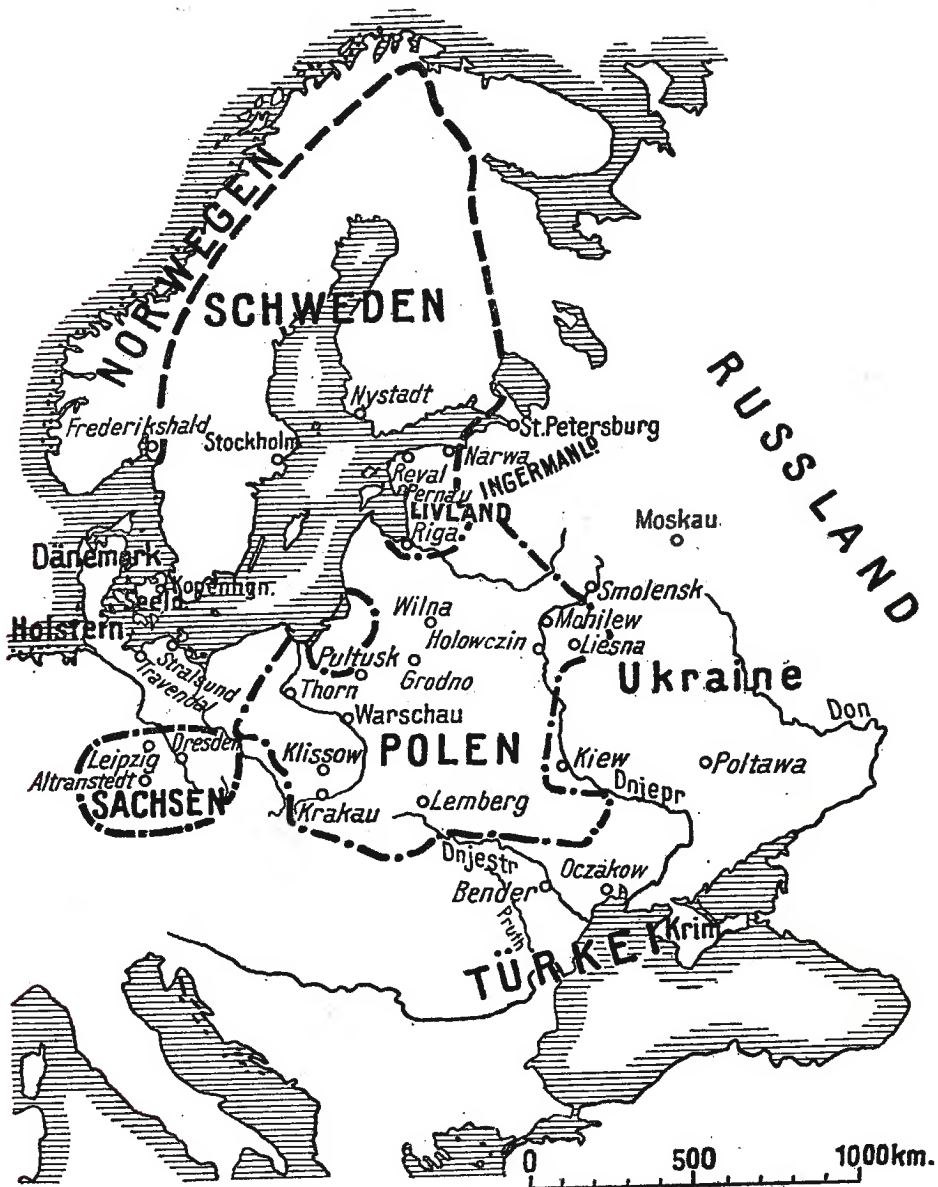 NORWEGEN
SCHWEDEN
RUSSLAND
Nystadt
Frederikshald
Stockholm
St.Petersburg
Narwa
Reval
INGERMANLD
Pernau
LIVLAND
Riga
Moskau
Dänemark
Kopenhgn.
Seeld.
Smolensk
Wilna
Mohilew
Holstern
Holowczin
Liesna
Stralsund
Travendal
Pultusk
Grodno
Ukraine
Thorn
Warschau
Don
Dresden
Leipzig
Klissow
POLEN
Kiew
Poltawa
Altranstedt
SACHSEN
Dniepr
Krakau
Lemberg
Dnjestr
Oczakow
Bender
Pruth
Krim
TÜRKEI
0 500 1000km.